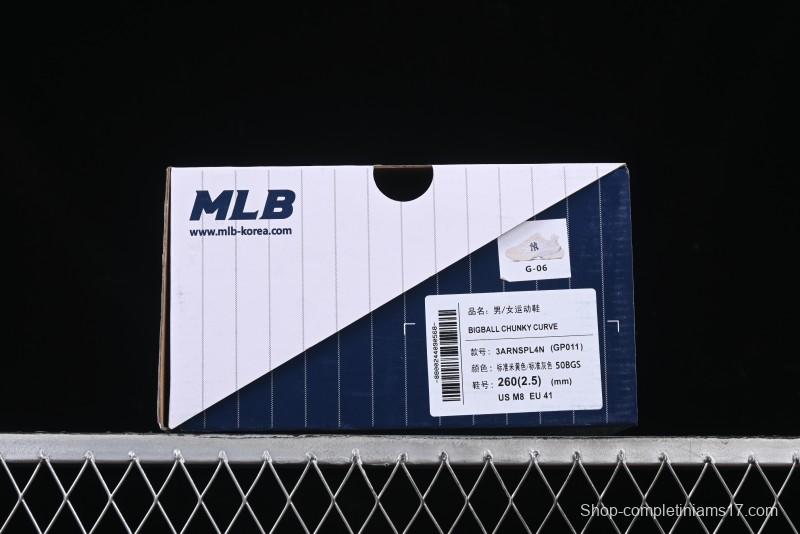 MLB
www.mlb-korea.com
G-06
品名: 男/女运动鞋
BIGBALL CHUNKY CURVE
款号: 3ARNSPL4N (GP011)
颜色: 标准米黄色/标准灰色 50BGS
鞋号: 260(2.5) (mm)
US M8 EU 41
Shop-completiniams17.com